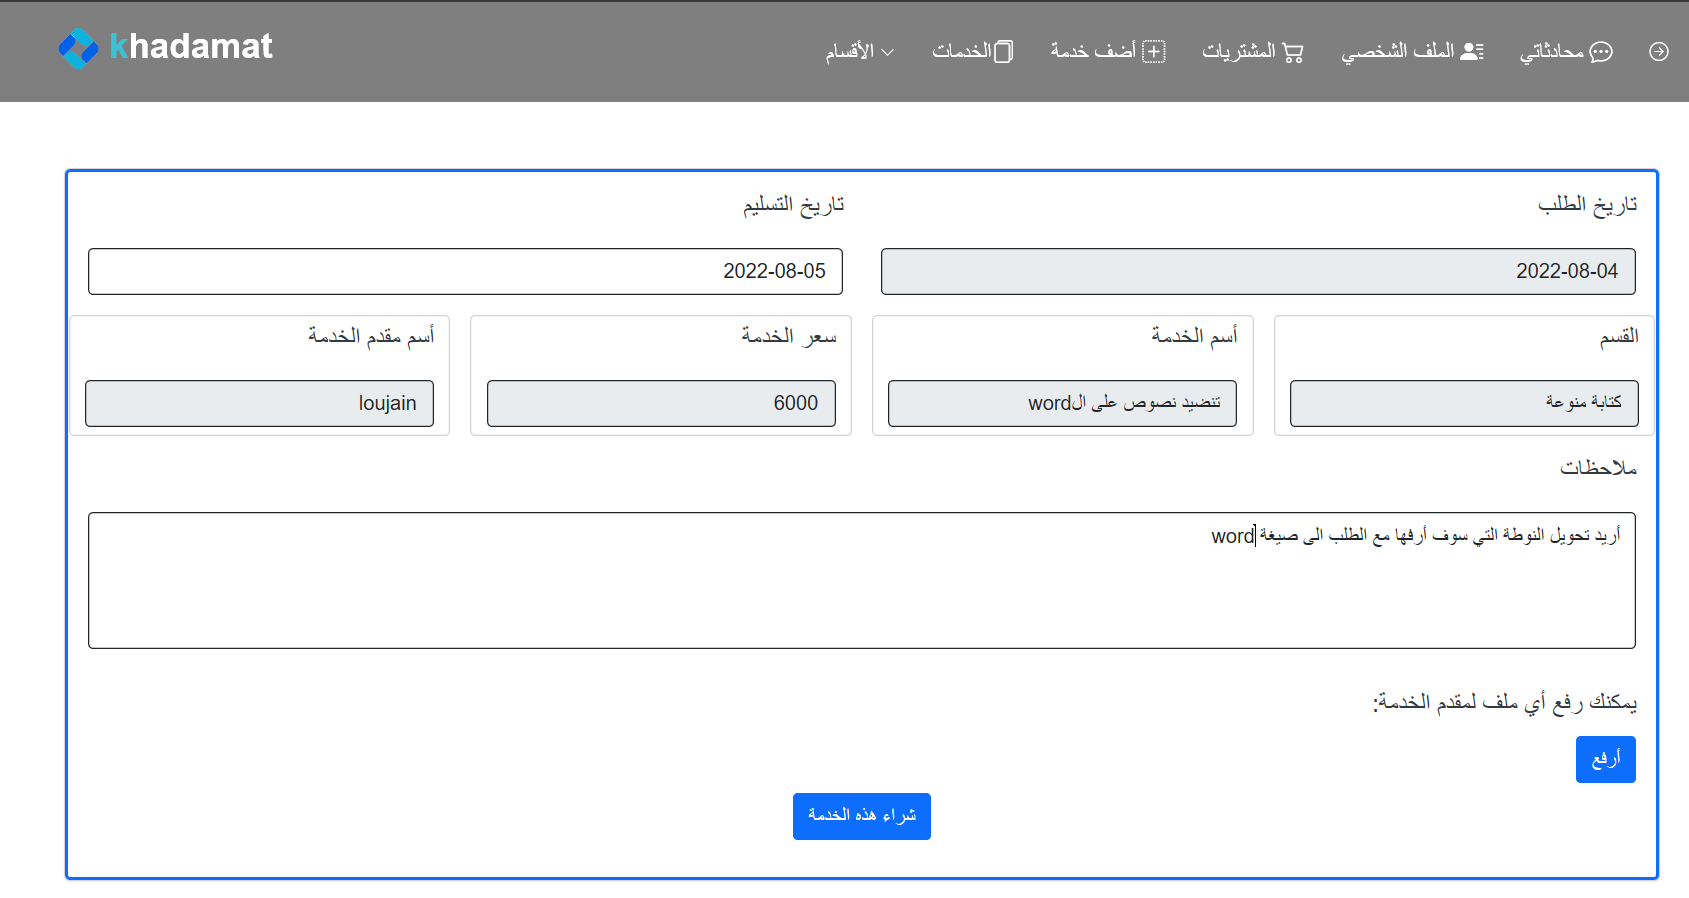 khadamat
محادثاتي
الملف الشخصي
المشتريات
أضف خدمة
الخدمات
الأقسام
تاريخ الطلب
تاريخ التسليم
2022-08-04
2022-08-05
القسم
أسم الخدمة
سعر الخدمة
أسم مقدم الخدمة
كتابة منوعة
تنضيد نصوص على الword
6000
loujain
ملاحظات
أريد تحويل النوطة التي سوف أرفها مع الطلب الى صيغة word
يمكنك رفع أي ملف لمقدم الخدمة:
أرفع
شراء هذه الخدمة